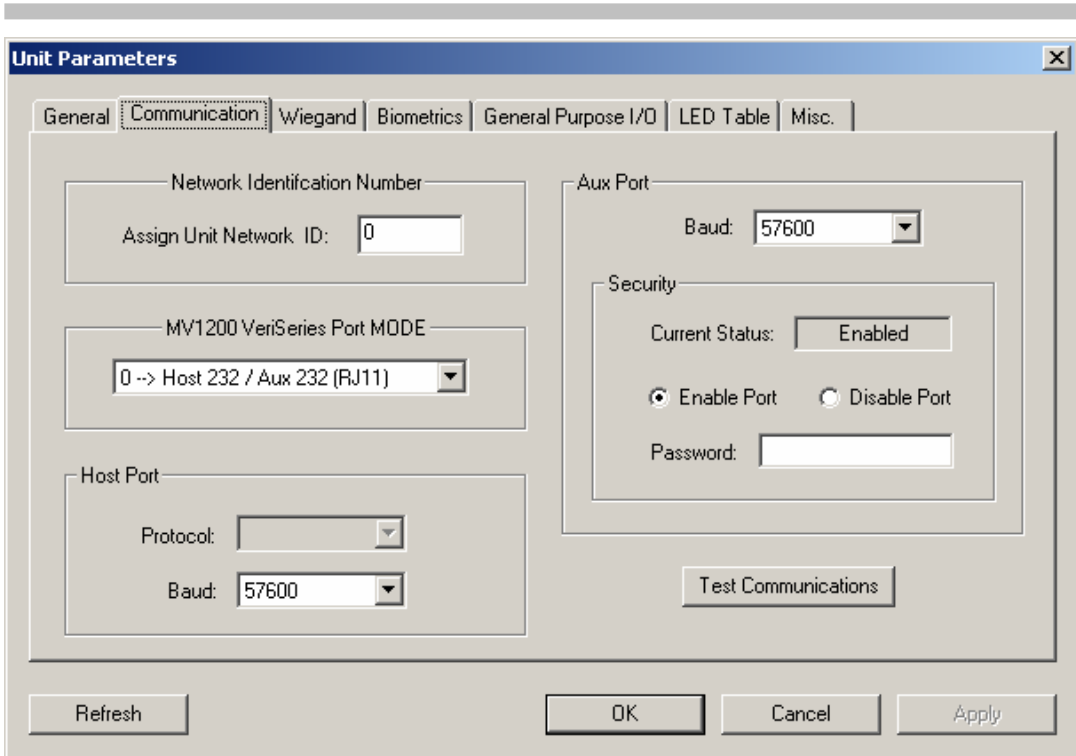 Unit Parameters
General Communication Wiegand Biometrics General Purpose I/O LED Table Misc.
Network Identifcation Number
Assign Unit Network ID: 0
MV1200 VeriSeries Port MODE
0 --> Host 232 / Aux 232 (RJ11)
Host Port
Protocol:
Baud: 57600
Aux Port
Baud: 57600
Security
Current Status: Enabled
Enable Port Disable Port
Password:
Test Communications
Refresh OK Cancel Apply